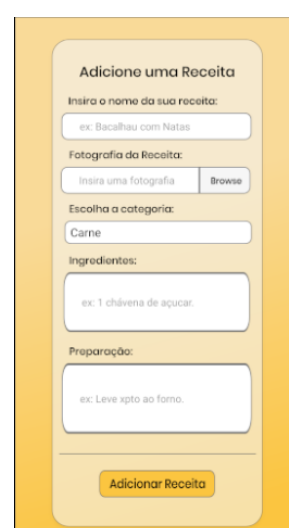 Adicione uma Receita
Insira o nome da sua receita:
ex: Bacalhau com Natas
Fotografia da Receita:
Insira uma fotografia Browse
Escolha a categoria:
Carne
Ingredientes:
ex: 1 chávena de açucar.
Preparação:
ex: Leve xpto ao forno.
Adicionar Receita